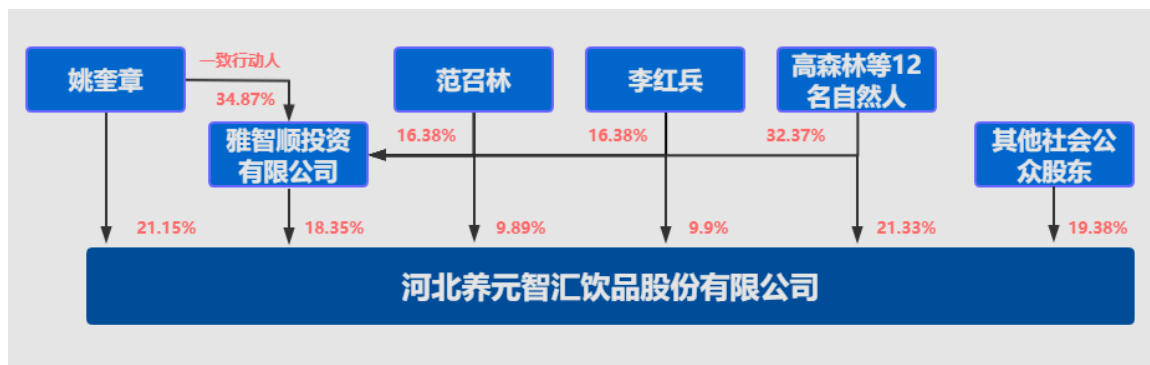 姚奎章
一致行动人
34.87%
范召林
李红兵
高森林等12
名自然人
雅智顺投资
有限公司
16.38%
16.38%
32.37%
其他社会公
众股东
21.15%
18.35%
9.89%
9.9%
21.33%
19.38%
河北养元智汇饮品股份有限公司